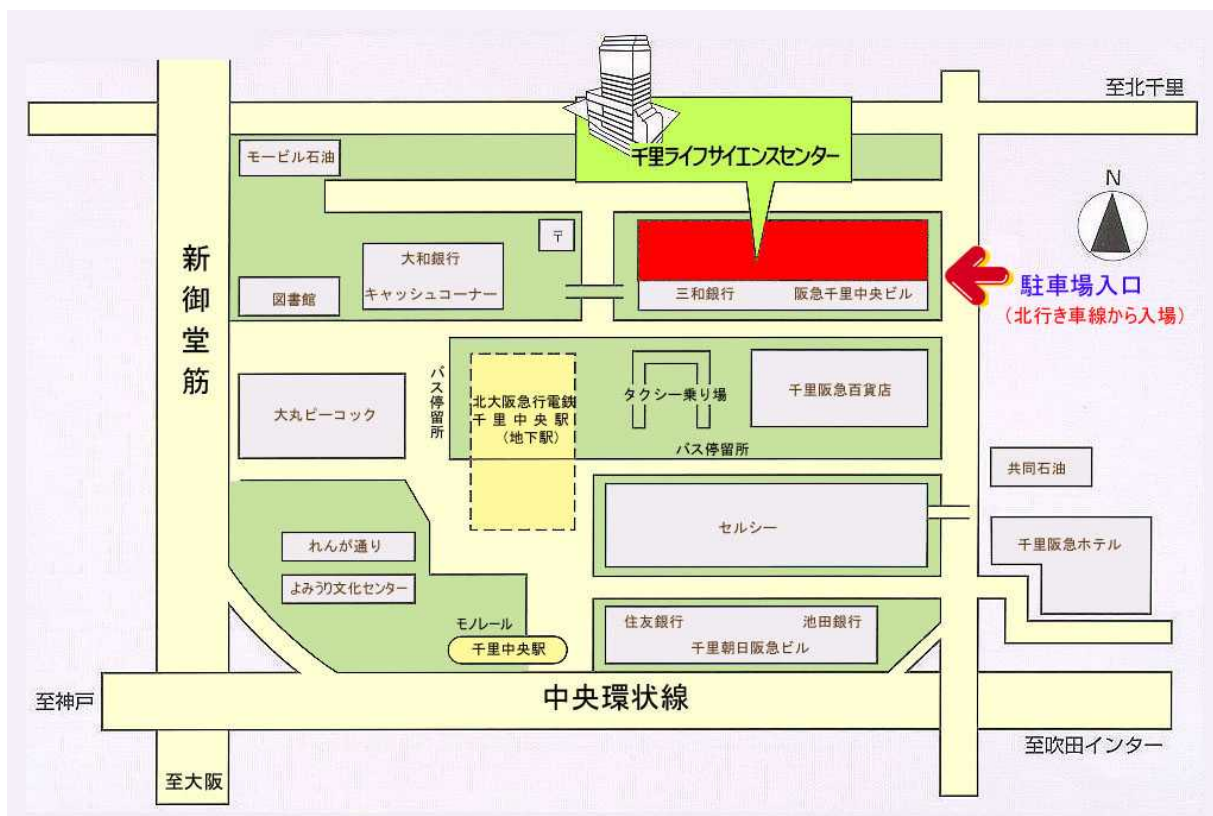 至北千里
千里ライフサイエンスセンター
モービル石油
N
〒
新御堂筋
大和銀行
キャッシュコーナー
図書館
三和銀行
阪急千里中央ビル
駐車場入口
(北行き車線から入場)
大丸ピーコック
バス停留所
北大阪急行電鉄
千里中央駅
(地下駅)
タクシー乗り場
千里阪急百貨店
バス停留所
共同石油
セルシー
千里阪急ホテル
れんが通り
よみうり文化センター
モノレール
千里中央駅
住友銀行
池田銀行
千里朝日阪急ビル
至神戸
中央環状線
至吹田インター
至大阪